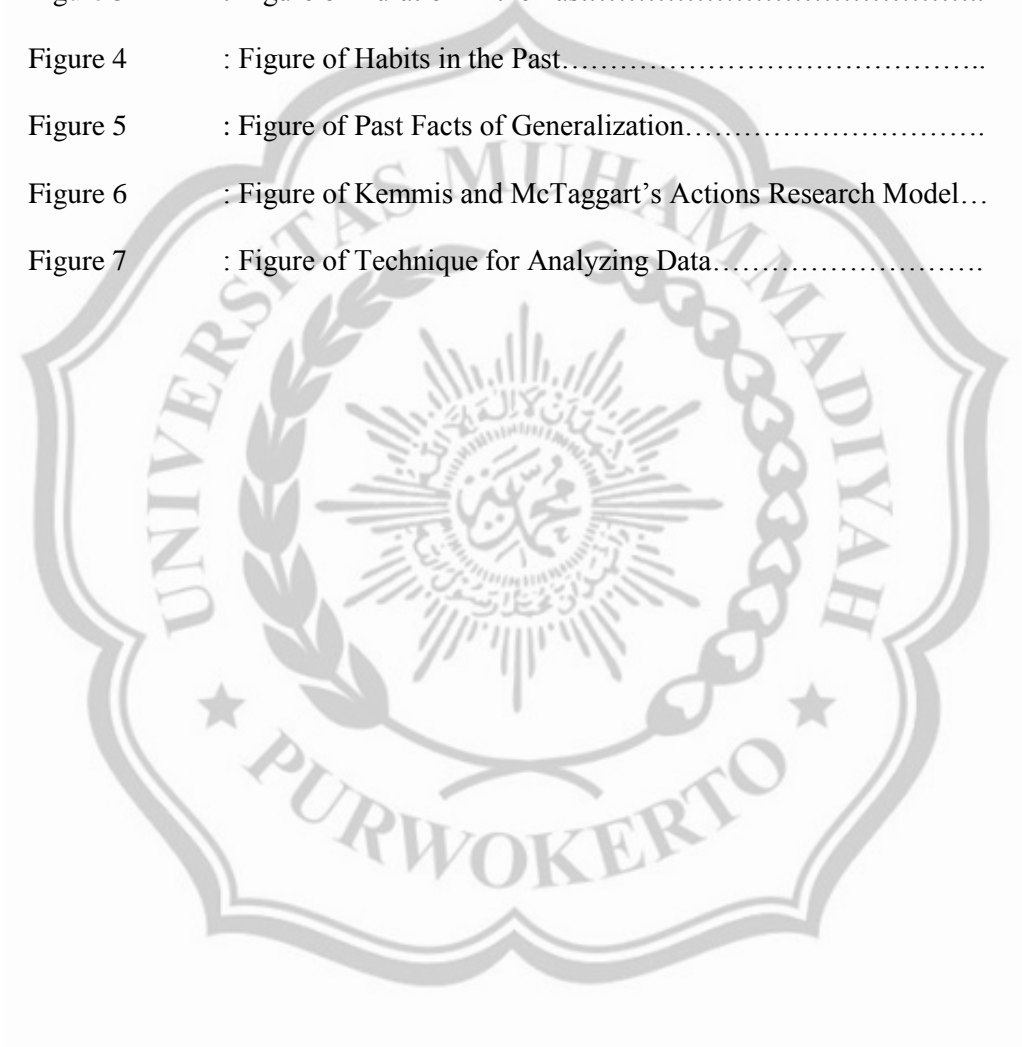 Figure 4 : Figure of Habits in the Past……………………………………..
Figure 5 : Figure of Past Facts of Generalization………………………….
Figure 6 : Figure of Kemmis and McTaggart’s Actions Research Model…
Figure 7 : Figure of Technique for Analyzing Data……………………….
UNIVERSITAS MUHAMMADIYAH
PURWOKERTO